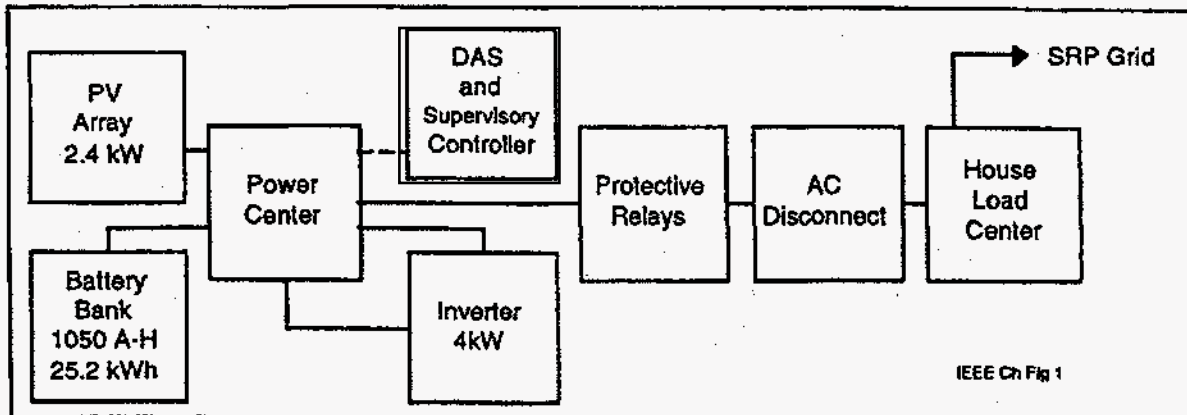 PV
Array
2.4 kW
Battery
Bank
1050 A-H
25.2 kWh
Power
Center
DAS
and
Supervisory
Controller
Inverter
4kW
Protective
Relays
AC
Disconnect
House
Load
Center
SRP Grid
IEEE Ch Fig 1